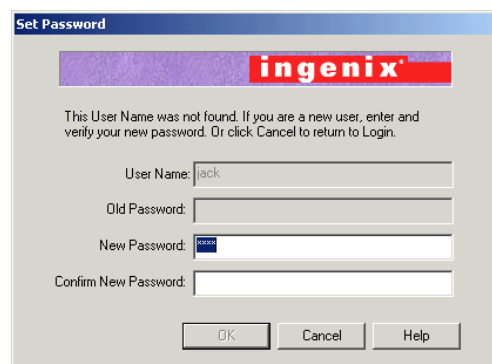 Set Password
ingenix
This User Name was not found. If you are a new user, enter and
verify your new password. Or click Cancel to return to Login.
User Name: jack
Old Password:
New Password: xxxx
Confirm New Password:
OK Cancel Help